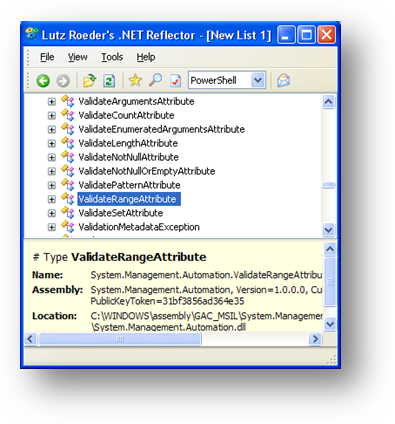 Lutz Roeder's .NET Reflector - [New List 1]
File View Tools Help
PowerShell
ValidateArgumentsAttribute
ValidateCountAttribute
ValidateEnumeratedArgumentsAttribute
ValidateLengthAttribute
ValidateNotNullAttribute
ValidateNotNullOrEmptyAttribute
ValidatePatternAttribute
ValidateRangeAttribute
ValidateSetAttribute
ValidationMetadataException
# Type ValidateRangeAttribute
Name: System.Management.Automation.ValidateRangeAttribu
Assembly: System.Management.Automation, Version=1.0.0.0, Cu
PublicKeyToken=31bf3856ad364e35
Location: C:\WINDOWS\assembly\GAC_MSIL\System.Managemen
\System.Management.Automation.dll